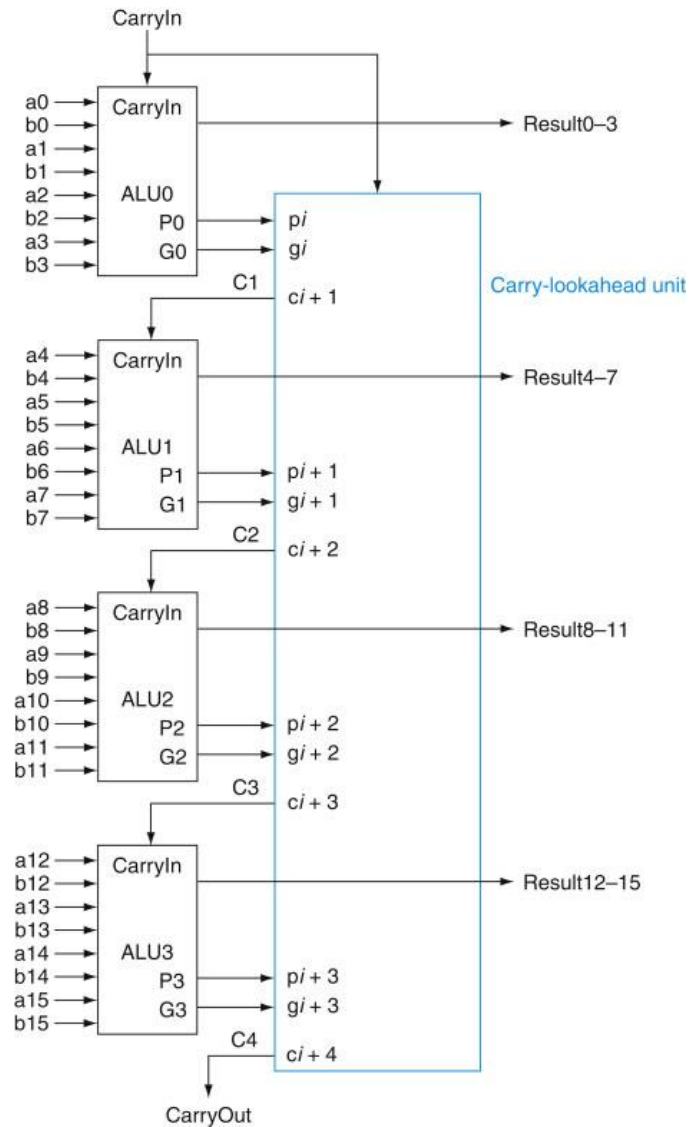 CarryIn
a0
b0
a1
b1
a2
b2
a3
b3
CarryIn
ALU0
P0
G0
Result0–3
pi
gi
C1
ci + 1
Carry-lookahead unit
a4
b4
a5
b5
a6
b6
a7
b7
CarryIn
ALU1
P1
G1
Result4–7
pi + 1
gi + 1
C2
ci + 2
a8
b8
a9
b9
a10
b10
a11
b11
CarryIn
ALU2
P2
G2
Result8–11
pi + 2
gi + 2
C3
ci + 3
a12
b12
a13
b13
a14
b14
a15
b15
CarryIn
ALU3
P3
G3
Result12–15
pi + 3
gi + 3
C4
ci + 4
CarryOut